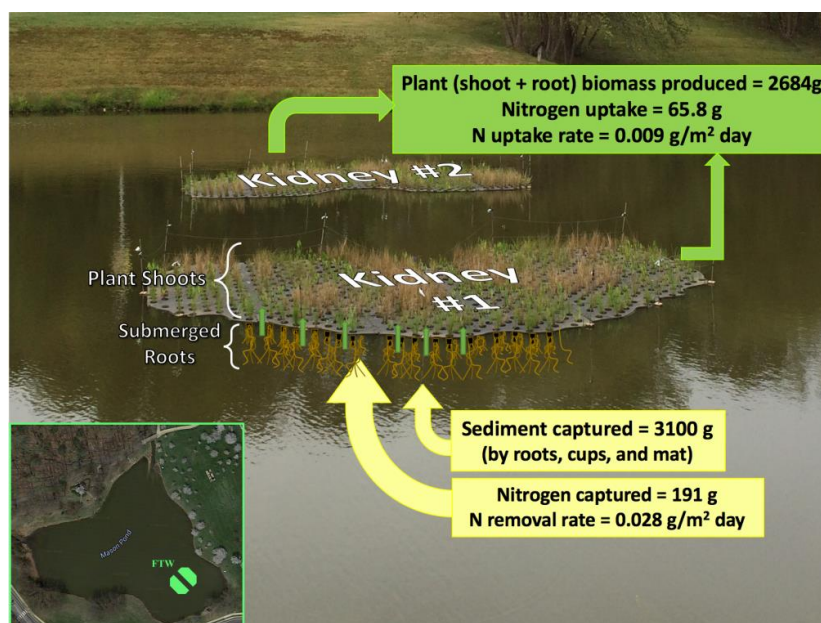 Plant (shoot + root) biomass produced = 2684g
Nitrogen uptake = 65.8 g
N uptake rate = 0.009 g/m² day
Kidney #2
Kidney
#1
Plant Shoots
Submerged
Roots
Sediment captured = 3100 g
(by roots, cups, and mat)
Nitrogen captured = 191 g
N removal rate = 0.028 g/m² day
Mason Pond
FTW